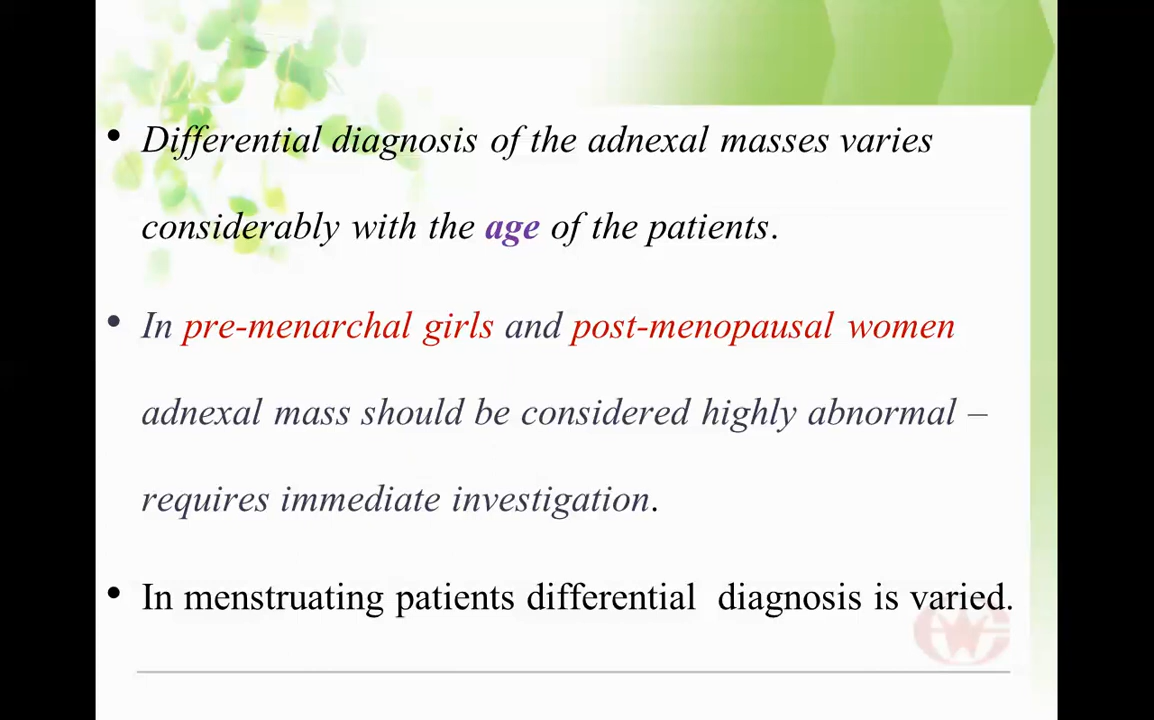 • Differential diagnosis of the adnexal masses varies
considerably with the age of the patients.
• In pre-menarchal girls and post-menopausal women
adnexal mass should be considered highly abnormal –
requires immediate investigation.
• In menstruating patients differential  diagnosis is varied.